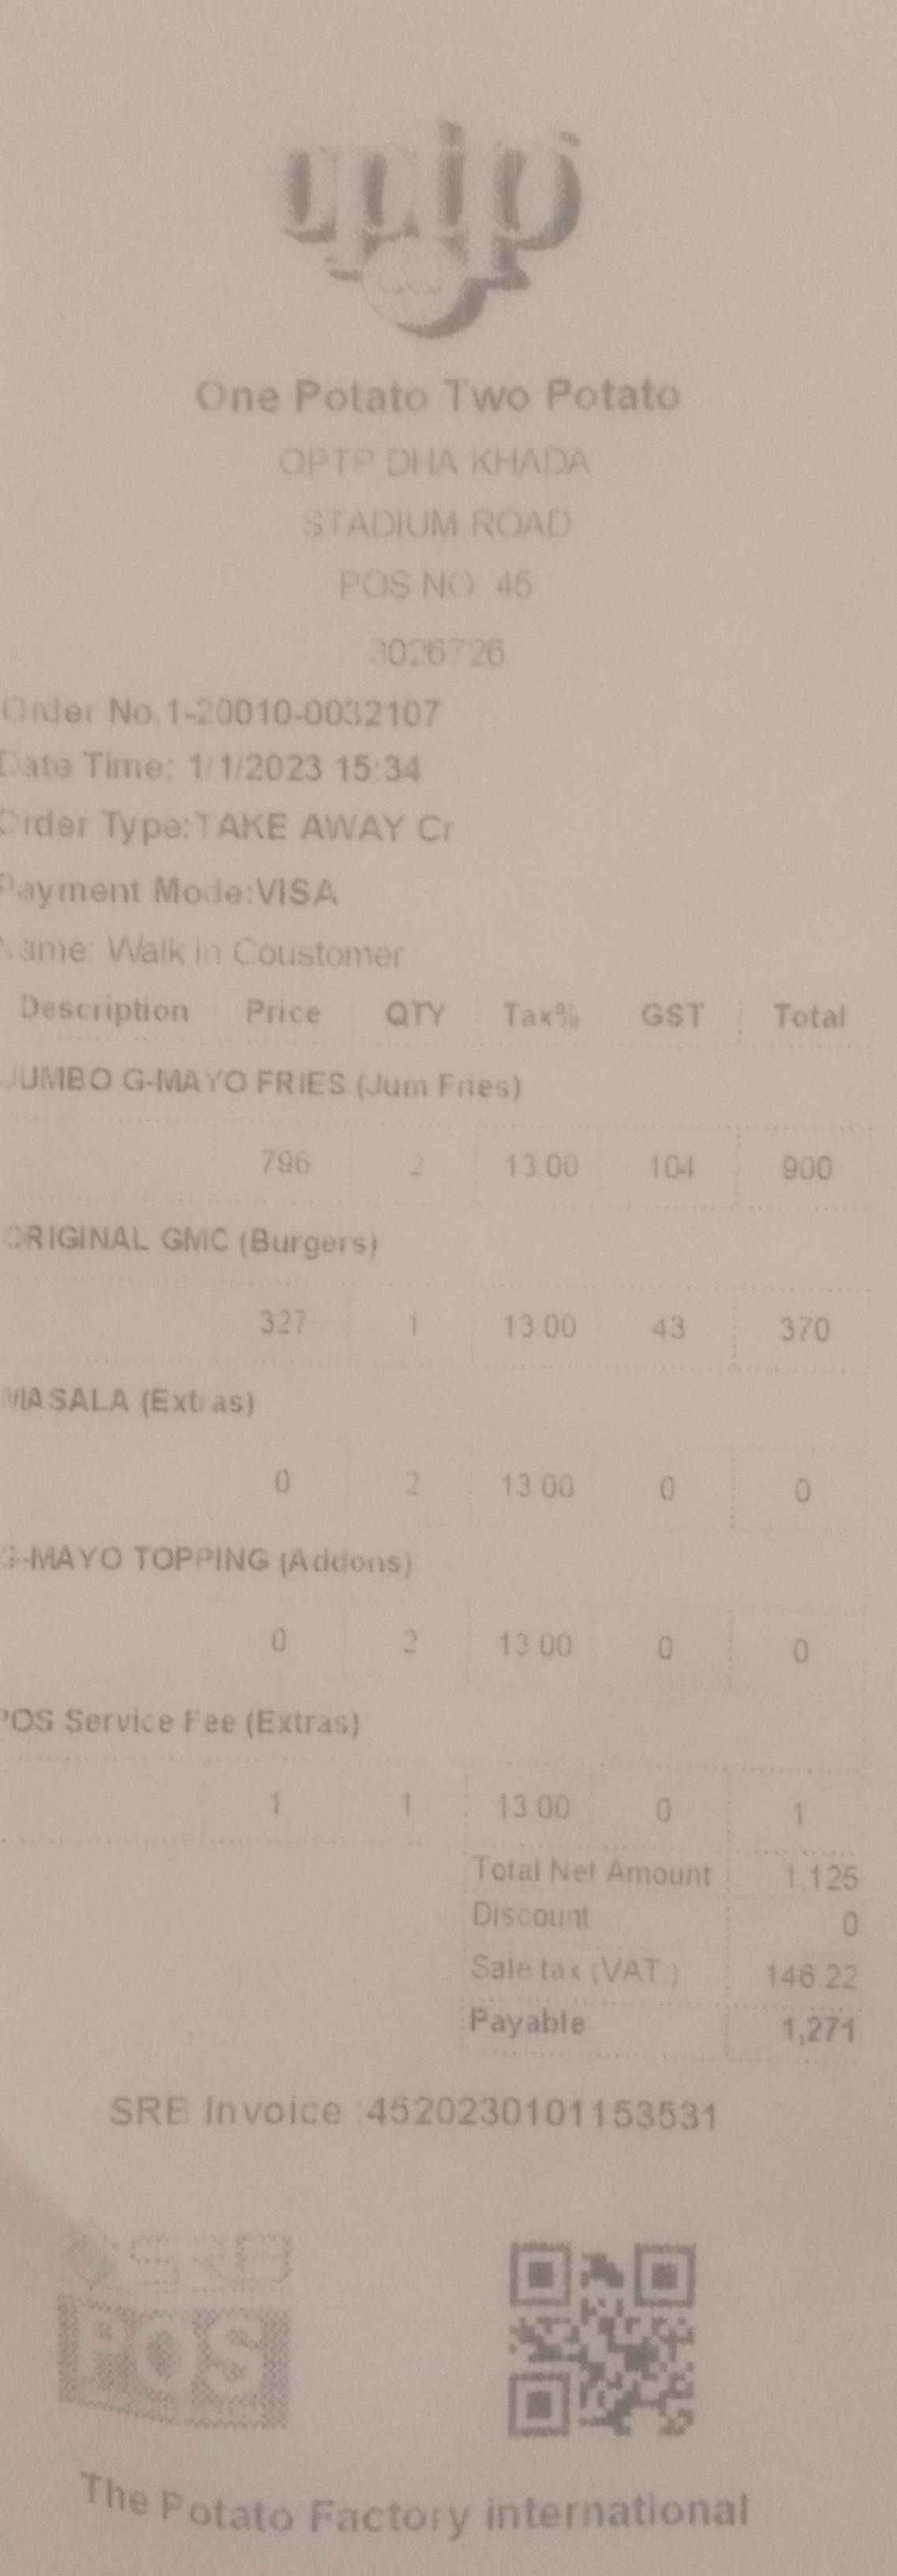 One Potato Two Potato
OPTP DHA KHADA
STADIUM ROAD
POS NO. 45
3026726
Order No.1-20010-0032107
Date Time: 1/1/2023 15:34
Order Type:TAKE AWAY Cr
Payment Mode:VISA
Name: Walk in Coustomer
Description Price QTY Tax% GST Total
JUMBO G-MAYO FRIES (Jum Fries)
796 2 13.00 104 900
ORIGINAL GMC (Burgers)
327 1 13.00 43 370
MASALA (Extras)
0 2 13.00 0 0
G-MAYO TOPPING (Addons)
0 2 13.00 0 0
POS Service Fee (Extras)
1 1 13.00 0 1
Total Net Amount 1,125
Discount 0
Sale tax (VAT.) 146.22
Payable 1,271
SRB Invoice :4520230101153531
SRB
POS
The Potato Factory international